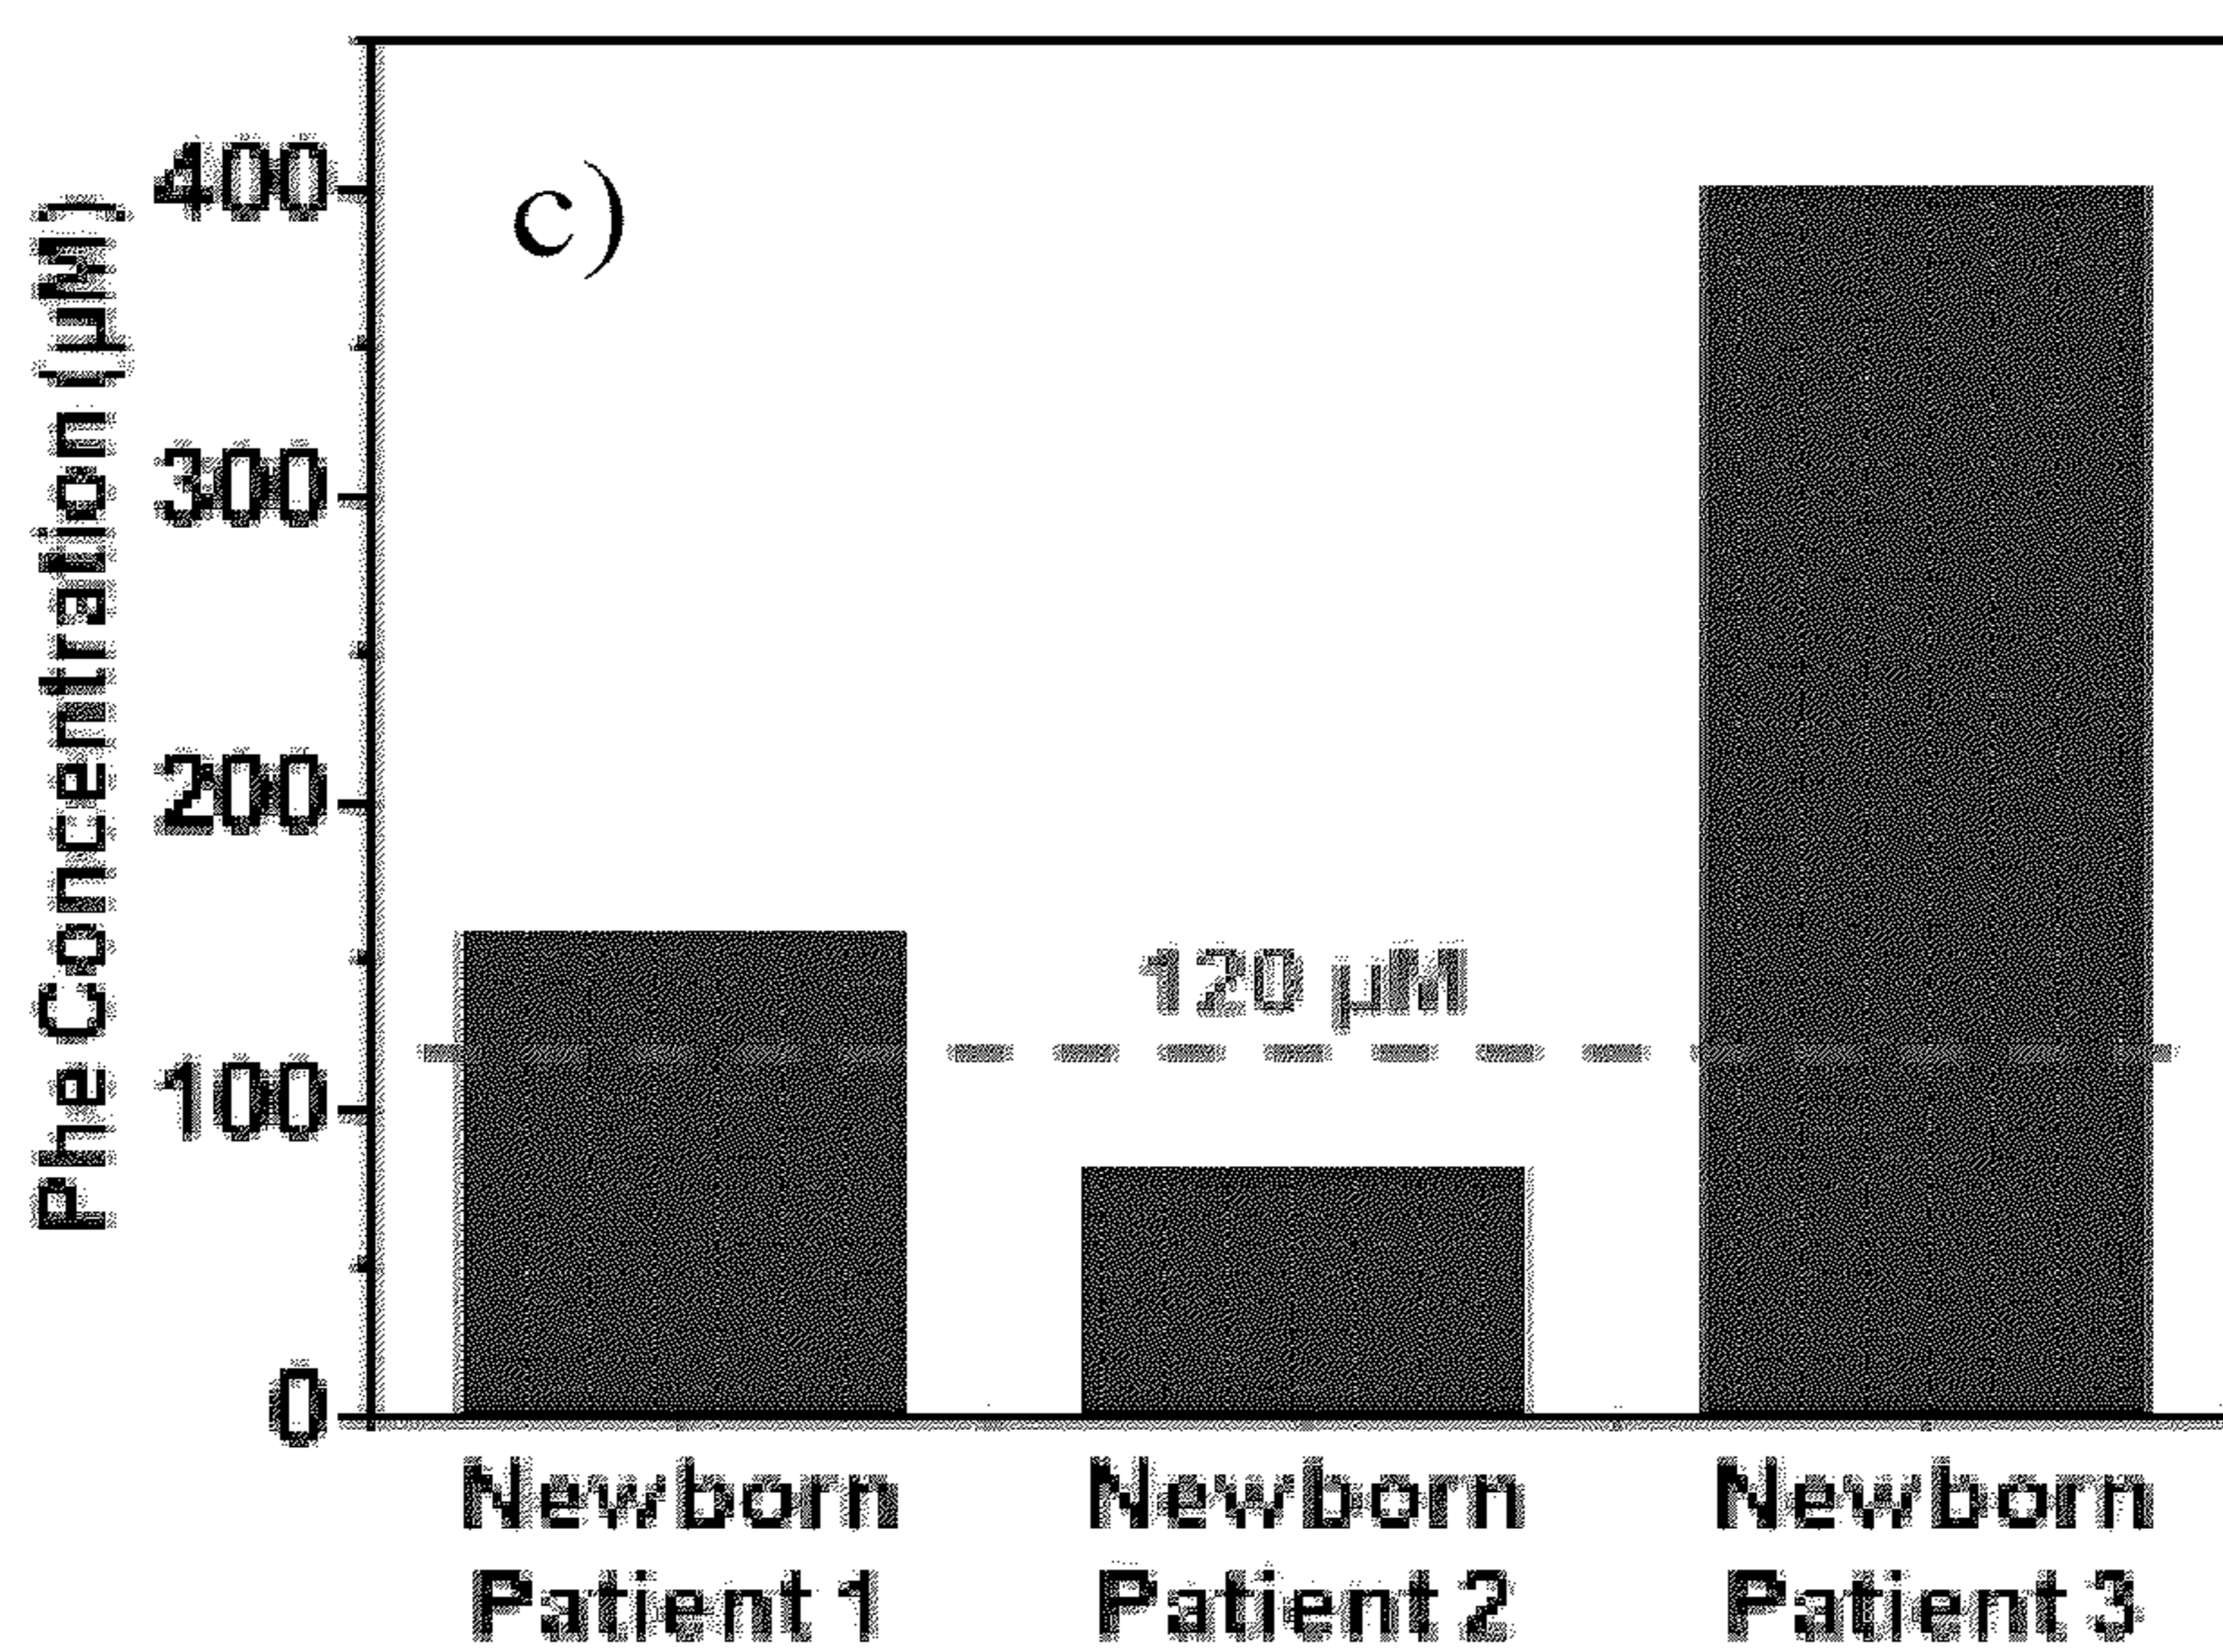 c)
Phe Concentration (µM)
400
300
200
100
0
120 µM
Newborn
Patient 1
Newborn
Patient 2
Newborn
Patient 3